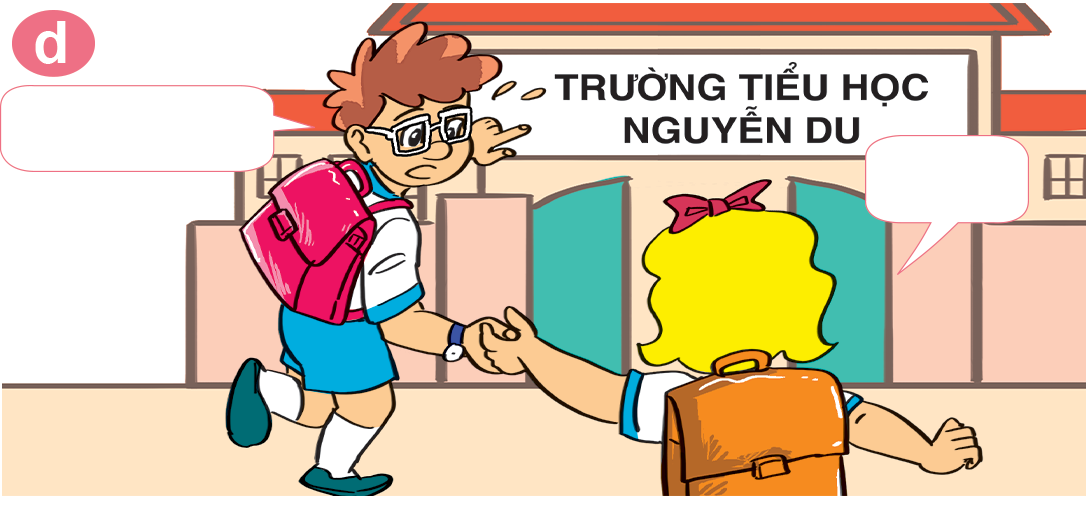 d
TRƯỜNG TIỂU HỌC
NGUYỄN DU